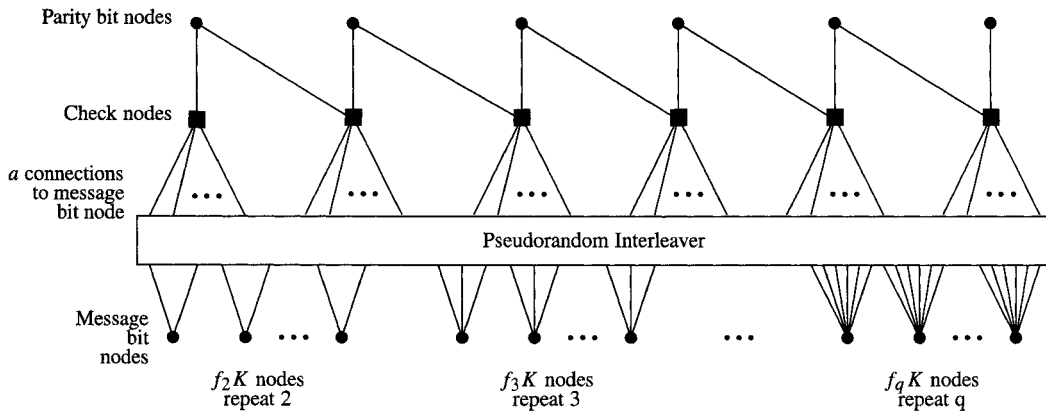 Parity bit nodes
Check nodes
a connections
to message
bit node
Pseudorandom Interleaver
Message
bit
nodes
f₂K nodes
repeat 2
f₃K nodes
repeat 3
f_qK nodes
repeat q